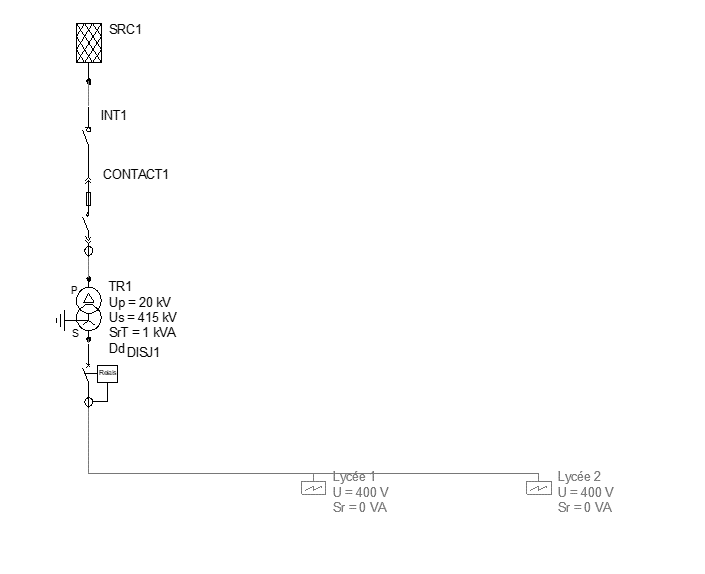 SRC1
INT1
CONTACT1
P
TR1
Up = 20 kV
Us = 415 kV
SrT = 1 kVA
S
Dd
DISJ1
Relais
Lycée 1
U = 400 V
Sr = 0 VA
Lycée 2
U = 400 V
Sr = 0 VA